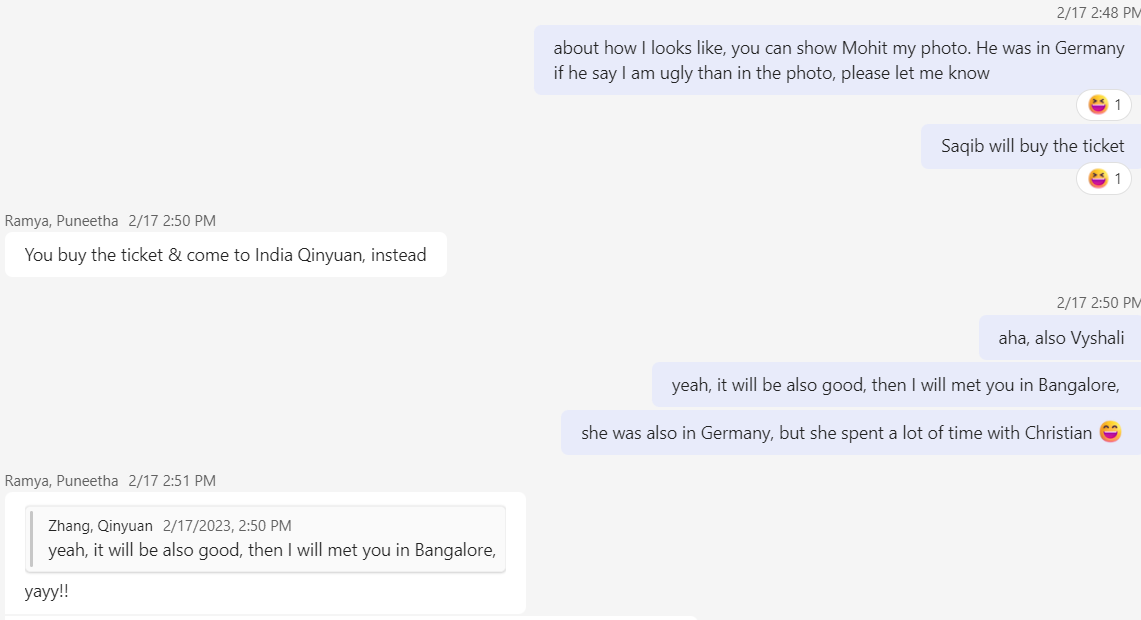 2/17 2:48 PM
about how I looks like, you can show Mohit my photo. He was in Germany
if he say I am ugly than in the photo, please let me know
😆 1
Saqib will buy the ticket
😆 1
Ramya, Puneetha 2/17 2:50 PM
You buy the ticket & come to India Qinyuan, instead
2/17 2:50 PM
aha, also Vyshali
yeah, it will be also good, then I will met you in Bangalore,
she was also in Germany, but she spent a lot of time with Christian 😄
Ramya, Puneetha 2/17 2:51 PM
Zhang, Qinyuan 2/17/2023, 2:50 PM
yeah, it will be also good, then I will met you in Bangalore,
yayy!!